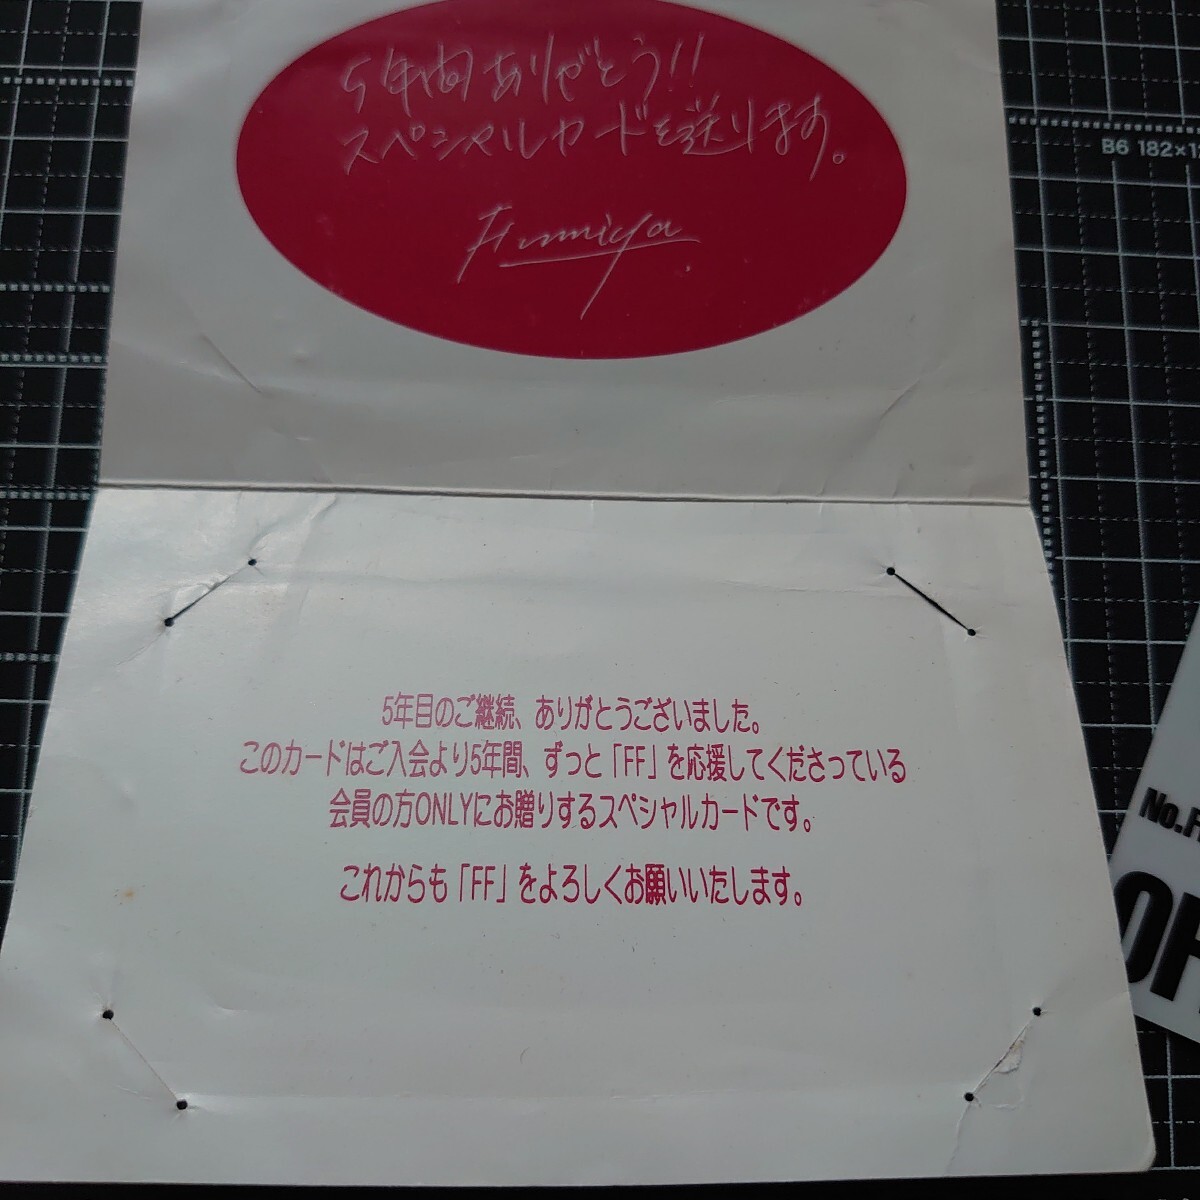 5年間ありがとう!!
スペシャルカードを送ります。
Fumiya
B6 182×1
5年目のご継続、ありがとうございました。
このカードはご入会より5年間、ずっと「FF」を応援してくださっている
会員の方ONLYにお贈りするスペシャルカードです。
これからも「FF」をよろしくお願いいたします。
No.F